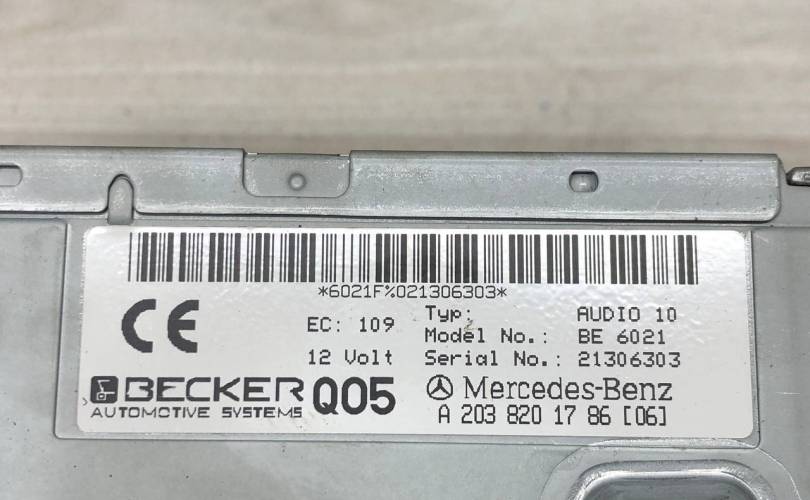 *6021F%021306303*
EC: 109 Typ: AUDIO 10
Model No.: BE 6021
12 Volt Serial No.: 21306303
BECKER Q05 Mercedes-Benz
AUTOMOTIVE SYSTEMS A 203 820 17 86 [06]